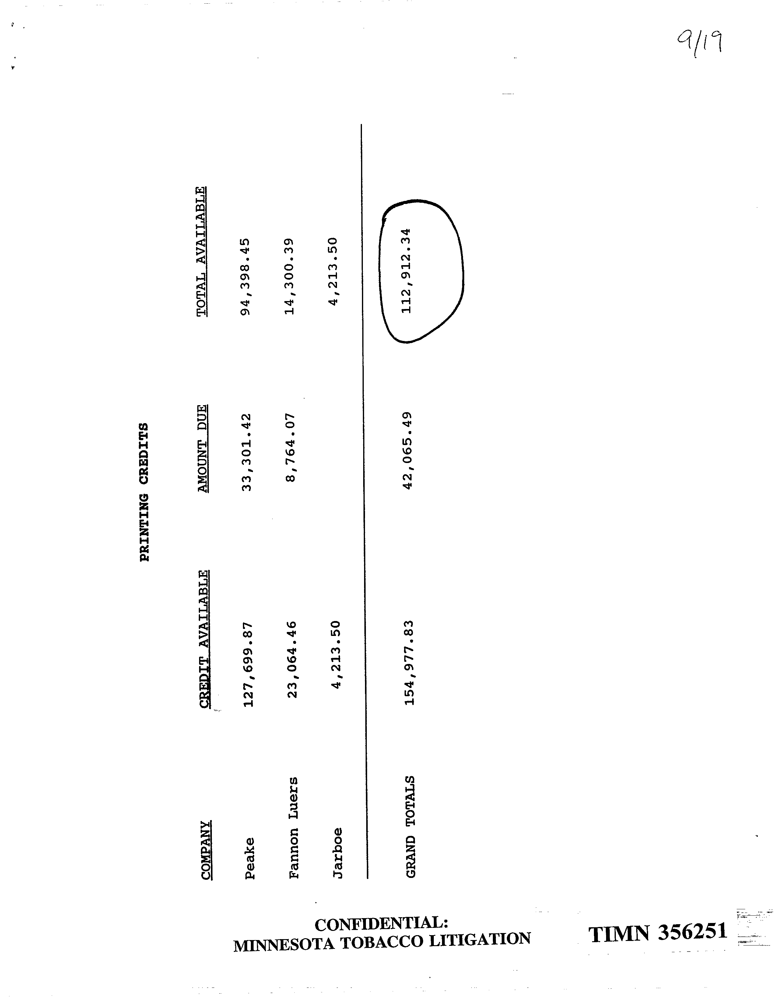 9/19
PRINTING CREDITS
COMPANY CREDIT AVAILABLE AMOUNT DUE TOTAL AVAILABLE
Peake 127,699.87 33,301.42 94,398.45
Fannon Luers 23,064.46 8,764.07 14,300.39
Jarboe 4,213.50 4,213.50
GRAND TOTALS 154,977.83 42,065.49 112,912.34
CONFIDENTIAL:
MINNESOTA TOBACCO LITIGATION
TIMN 356251